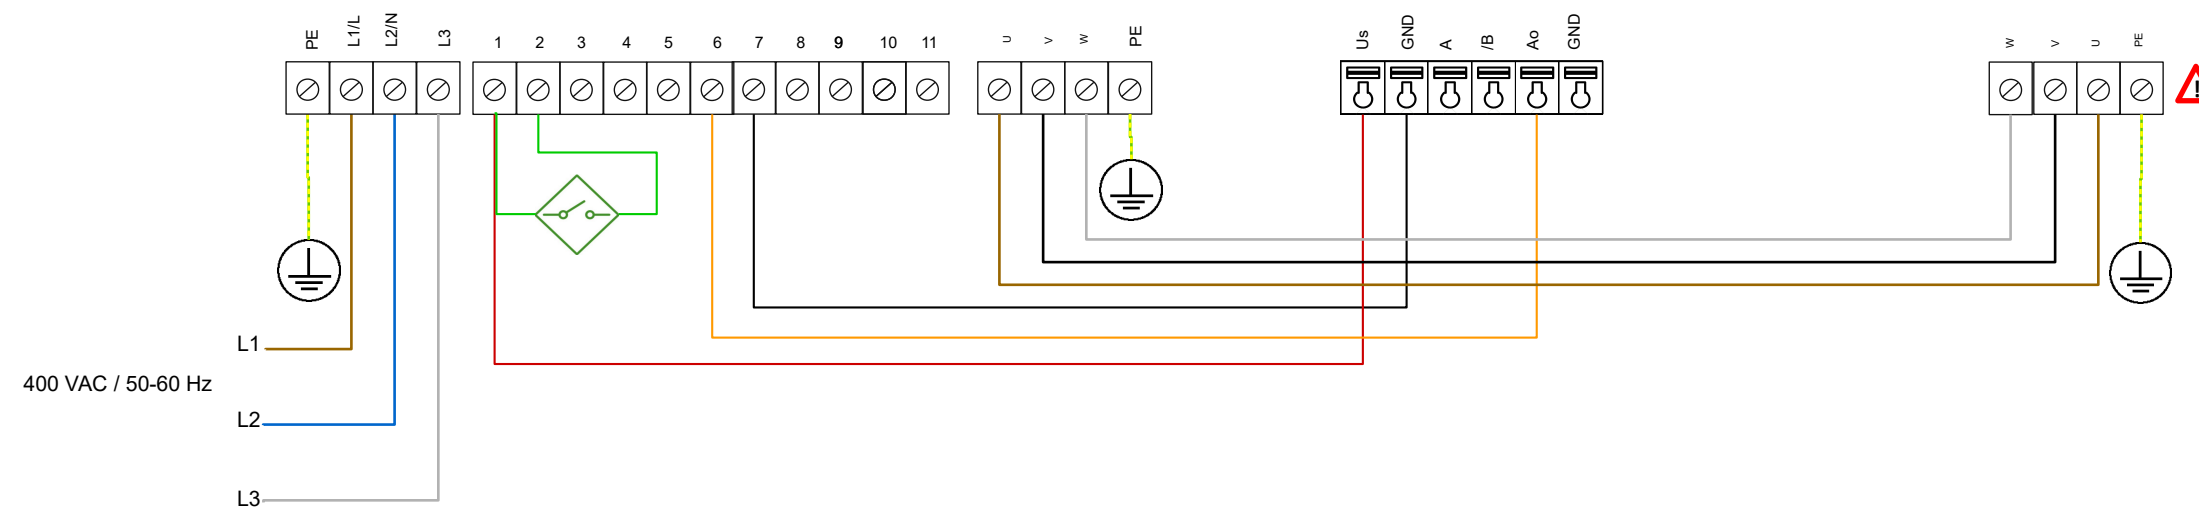 PE L1/L L2/N L3 1 2 3 4 5 6 7 8 9 10 11 U V W PE Us GND A /B Ao GND W V U PE
!
L1
400 VAC / 50-60 Hz
L2
L3